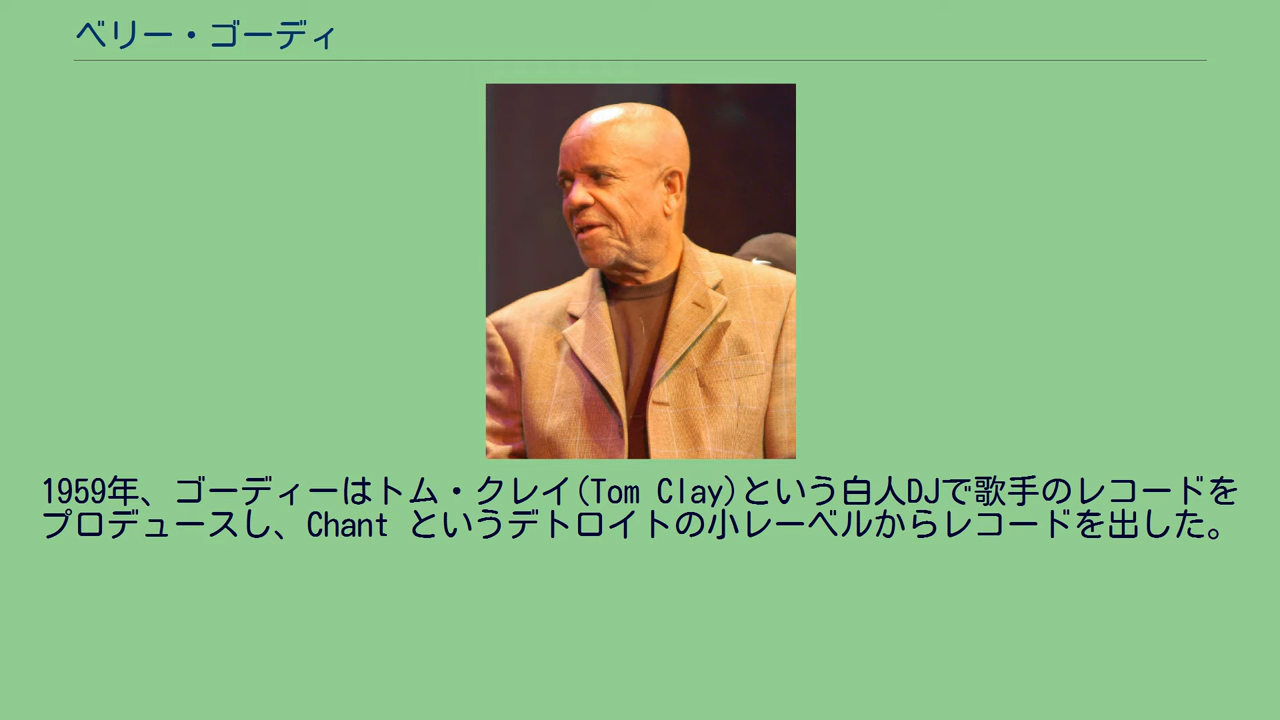 ベリー・ゴーディ
1959年、ゴーディーはトム・クレイ(Tom Clay)という白人DJで歌手のレコードを
プロデュースし、Chant というデトロイトの小レーベルからレコードを出した。